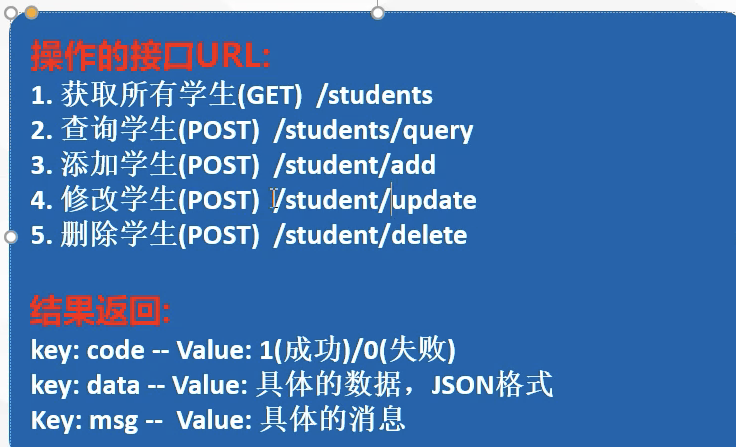 操作的接口URL:
1. 获取所有学生(GET) /students
2. 查询学生(POST) /students/query
3. 添加学生(POST) /student/add
4. 修改学生(POST) /student/update
5. 删除学生(POST) /student/delete
结果返回:
key: code -- Value: 1(成功)/0(失败)
key: data -- Value: 具体的数据，JSON格式
Key: msg -- Value: 具体的消息